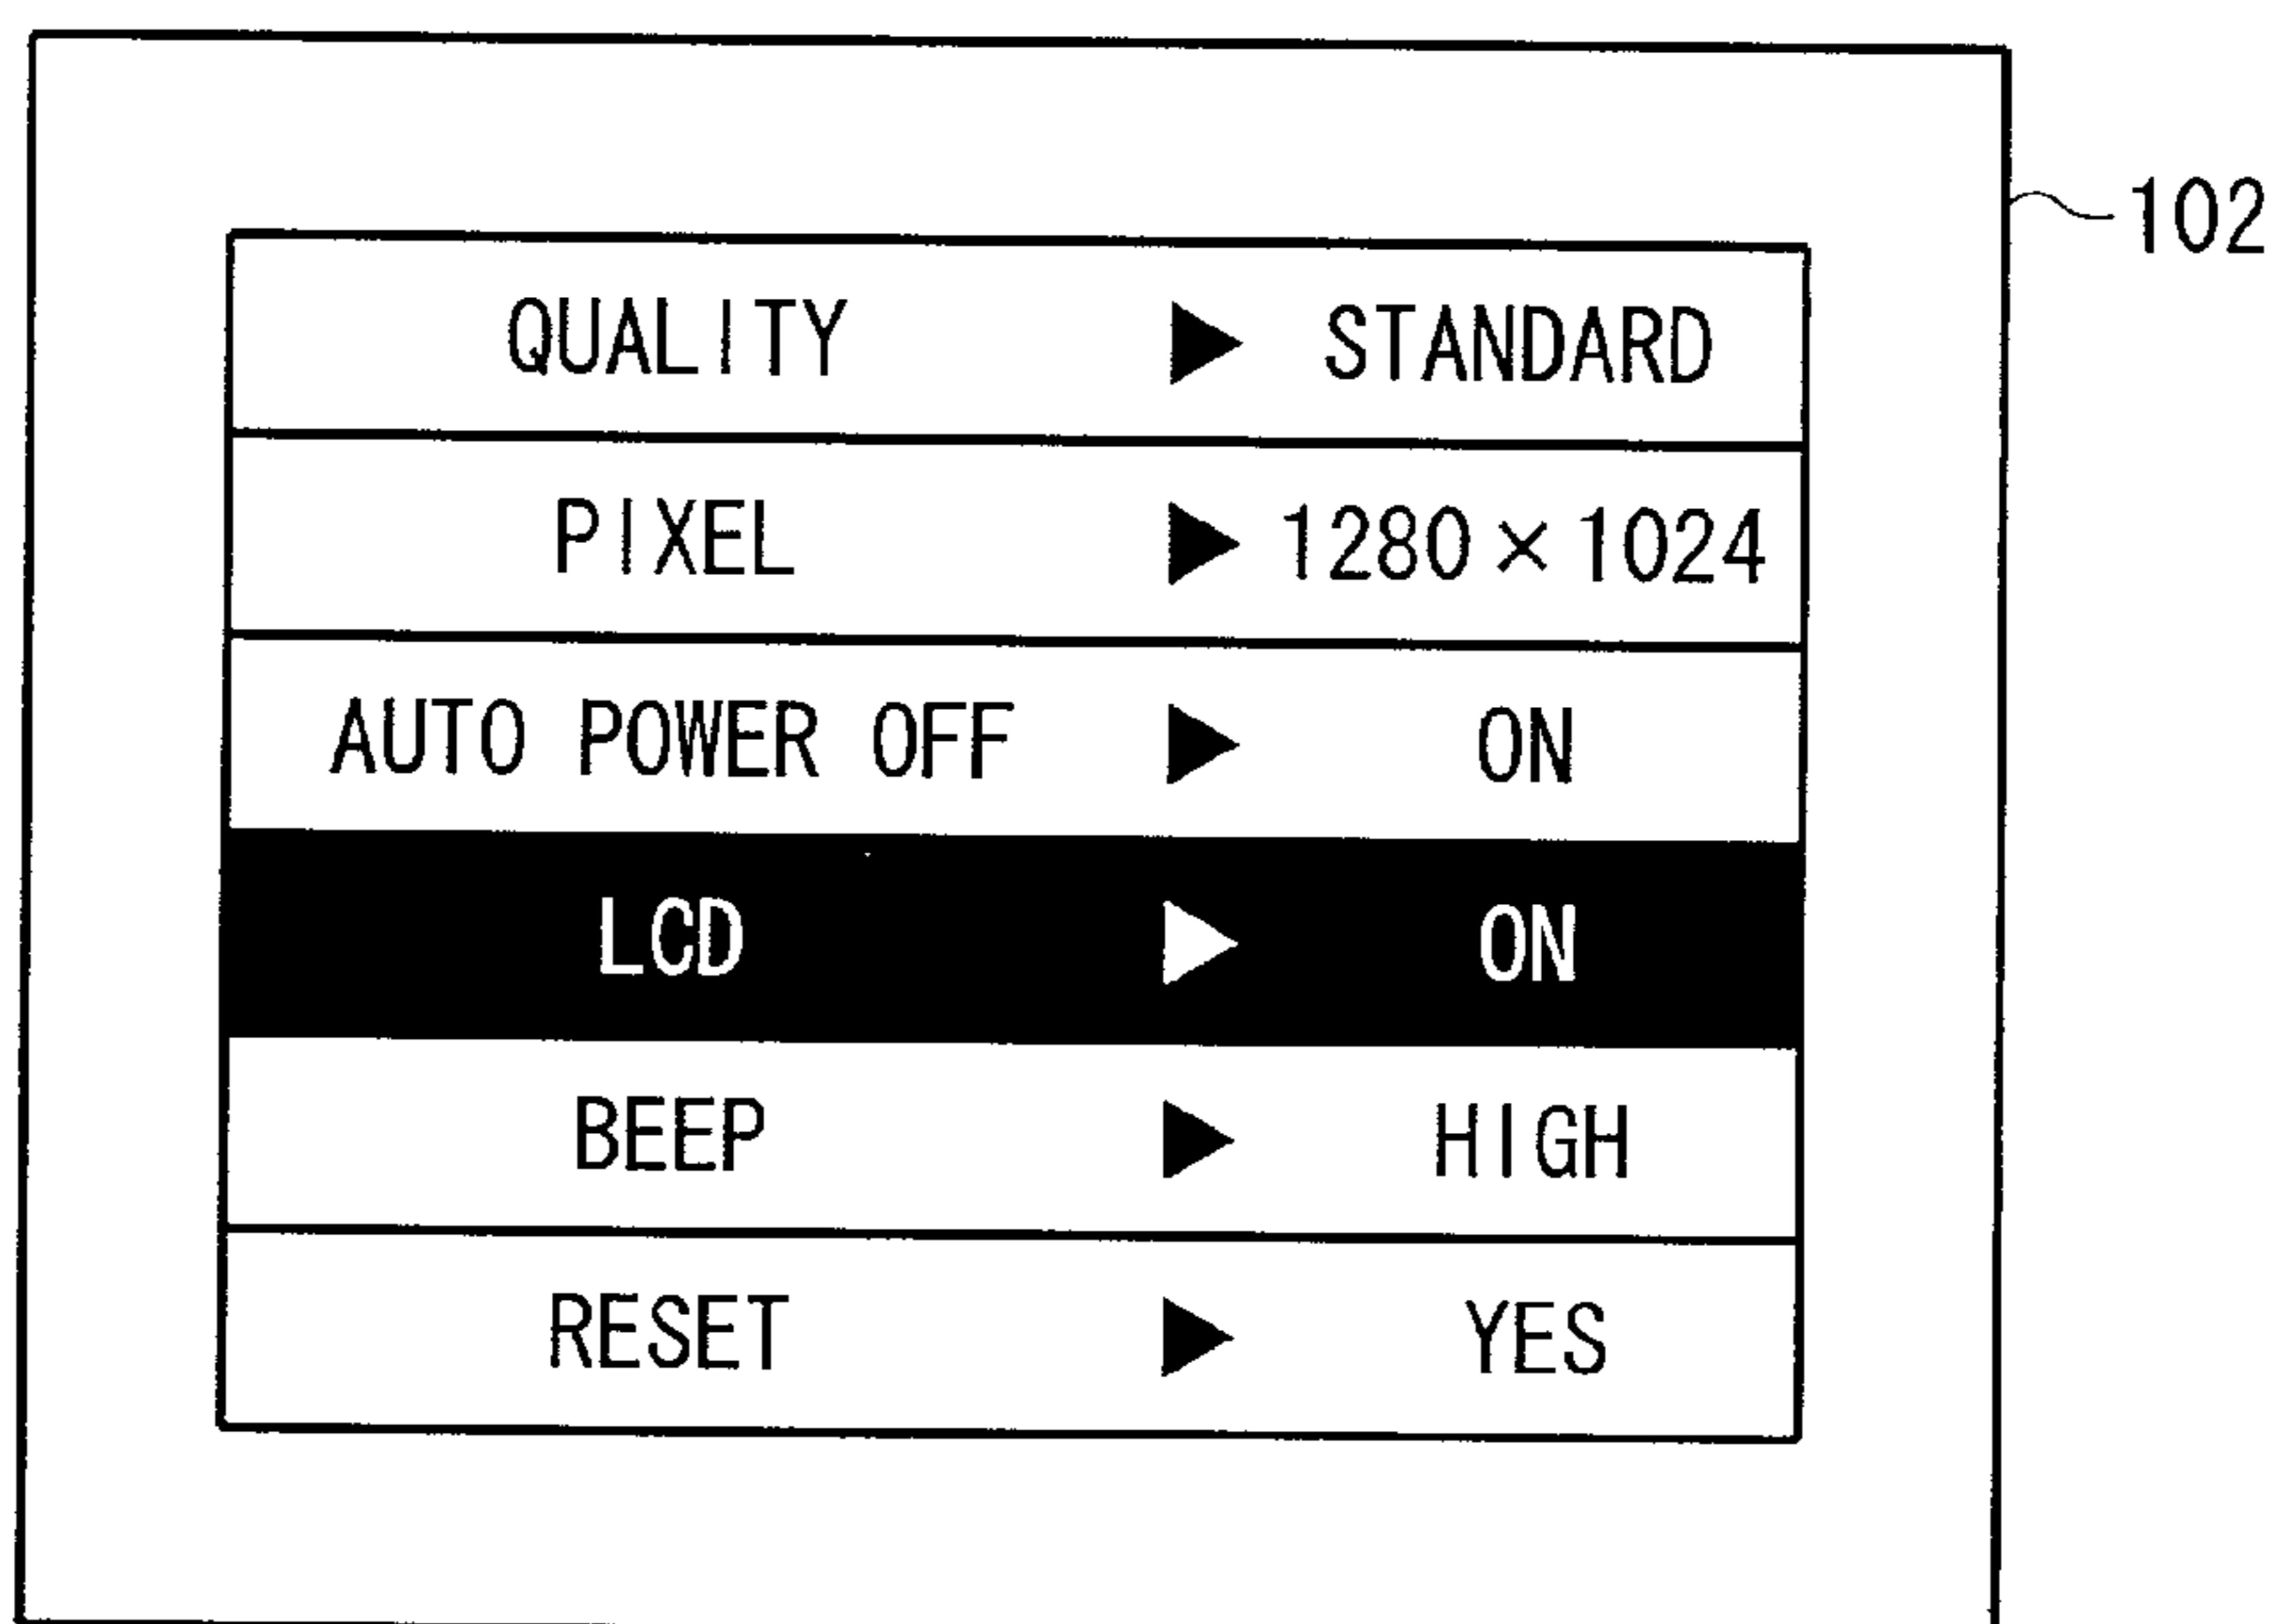 102
QUALITY ▶ STANDARD
PIXEL ▶ 1280×1024
AUTO POWER OFF ▶ ON
LCD ▶ ON
BEEP ▶ HIGH
RESET ▶ YES